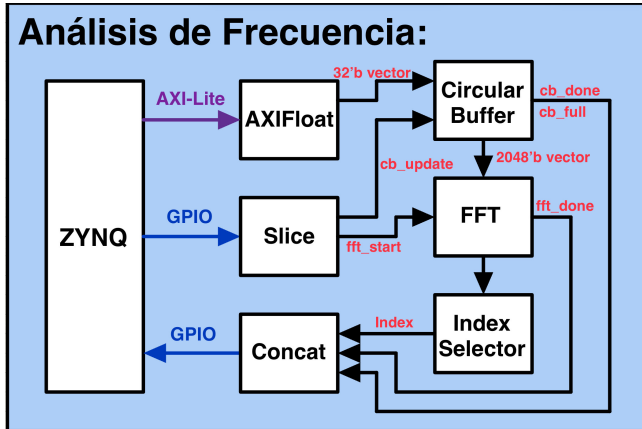 Análisis de Frecuencia:
32'b vector
AXI-Lite
AXIFloat
Circular
Buffer
cb_done
cb_full
cb_update
2048'b vector
ZYNQ
GPIO
Slice
fft_start
FFT
fft_done
Index
Index
Selector
GPIO
Concat